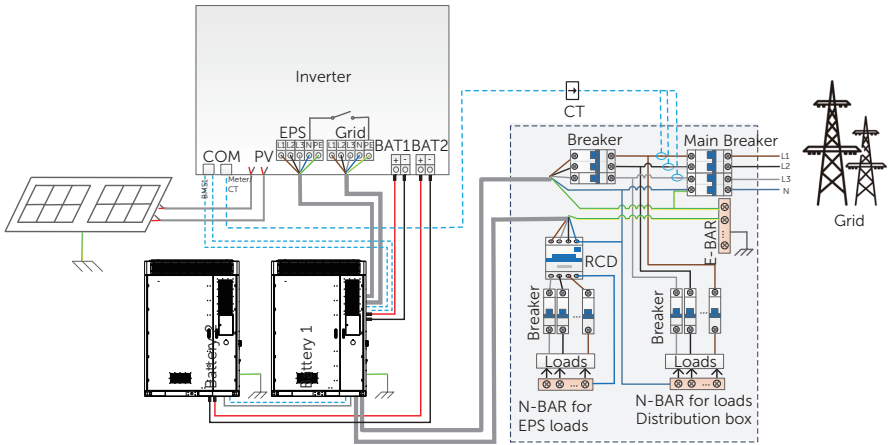 Inverter
EPS
Grid
BAT1
BAT2
L1 L2 L3 N PE
L1 L2 L3 N PE
+ -
+ -
COM
PV
BMS
Meter/
CT
CT
Breaker
Main Breaker
L1
L2
L3
N
Grid
E-BAR
RCD
Breaker
...
Breaker
...
Loads
Loads
...
...
N-BAR for
EPS loads
N-BAR for loads
Distribution box
Battery 2
Battery 1